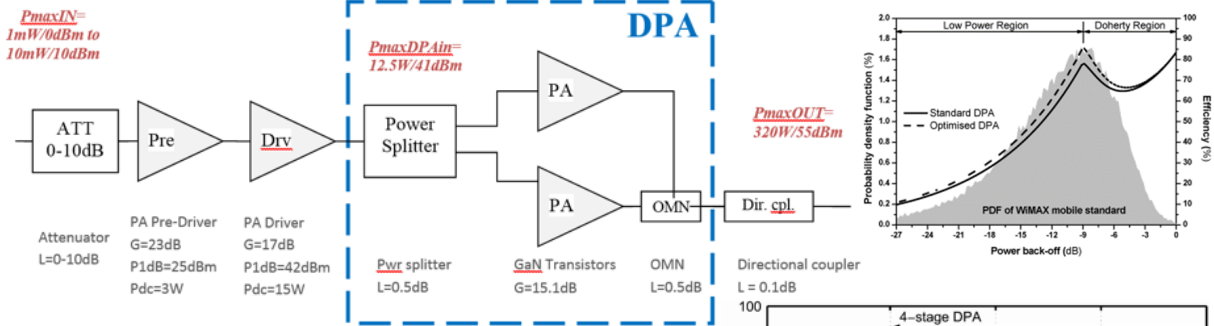 PmaxIN=
1mW/0dBm to
10mW/10dBm
DPA
PmaxDPAin=
12.5W/41dBm
PmaxOUT=
320W/55dBm
ATT
0-10dB
Pre
Drv
Power
Splitter
PA
PA
OMN
Dir. cpl.
Attenuator
L=0-10dB
PA Pre-Driver
G=23dB
P1dB=25dBm
Pdc=3W
PA Driver
G=17dB
P1dB=42dBm
Pdc=15W
Pwr splitter
L=0.5dB
GaN Transistors
G=15.1dB
OMN
L=0.5dB
Directional coupler
L = 0.1dB
Low Power Region
Doherty Region
Probability density function (%)
2.0
1.8
1.6
1.4
1.2
1.0
0.8
0.6
0.4
0.2
0.0
Standard DPA
Optimised DPA
PDF of WiMAX mobile standard
100
90
80
70
60
50
40
30
20
10
0
Efficiency (%)
-27 -24 -21 -18 -15 -12 -9 -6 -3 0
Power back-off (dB)
100
4-stage DPA